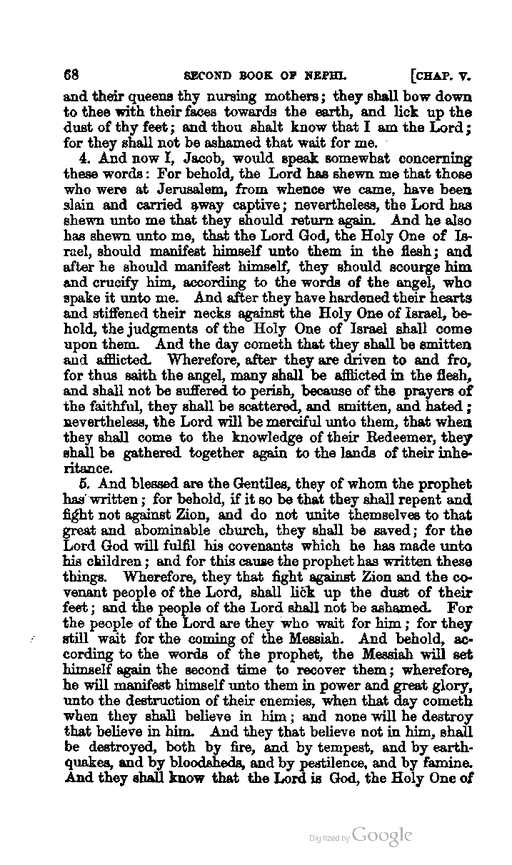 68 SECOND BOOK OF NEPHI. [CHAP. V.
and their queens thy nursing mothers; they shall bow down
to thee with their faces towards the earth, and lick up the
dust of thy feet; and thou shalt know that I am the Lord;
for they shall not be ashamed that wait for me.
4. And now I, Jacob, would speak somewhat concerning
these words: For behold, the Lord has shewn me that those
who were at Jerusalem, from whence we came, have been
slain and carried away captive; nevertheless, the Lord has
shewn unto me that they should return again. And he also
has shewn unto me, that the Lord God, the Holy One of Is-
rael, should manifest himself unto them in the flesh; and
after he should manifest himself, they should scourge him
and crucify him, according to the words of the angel, who
spake it unto me. And after they have hardened their hearts
and stiffened their necks against the Holy One of Israel, be-
hold, the judgments of the Holy One of Israel shall come
upon them. And the day cometh that they shall be smitten
and afflicted. Wherefore, after they are driven to and fro,
for thus saith the angel, many shall be afflicted in the flesh,
and shall not be suffered to perish, because of the prayers of
the faithful, they shall be scattered, and smitten, and hated;
nevertheless, the Lord will be merciful unto them, that when
they shall come to the knowledge of their Redeemer, they
shall be gathered together again to the lands of their inhe-
ritance.
5. And blessed are the Gentiles, they of whom the prophet
has written; for behold, if it so be that they shall repent and
fight not against Zion, and do not unite themselves to that
great and abominable church, they shall be saved; for the
Lord God will fulfil his covenants which he has made unto
his children; and for this cause the prophet has written these
things. Wherefore, they that fight against Zion and the co-
venant people of the Lord, shall lick up the dust of their
feet; and the people of the Lord shall not be ashamed. For
the people of the Lord are they who wait for him; for they
still wait for the coming of the Messiah. And behold, ac-
cording to the words of the prophet, the Messiah will set
himself again the second time to recover them; wherefore,
he will manifest himself unto them in power and great glory,
unto the destruction of their enemies, when that day cometh
when they shall believe in him; and none will he destroy
that believe in him. And they that believe not in him, shall
be destroyed, both by fire, and by tempest, and by earth-
quakes, and by bloodsheds, and by pestilence, and by famine.
And they shall know that the Lord is God, the Holy One of
Digitized by Google